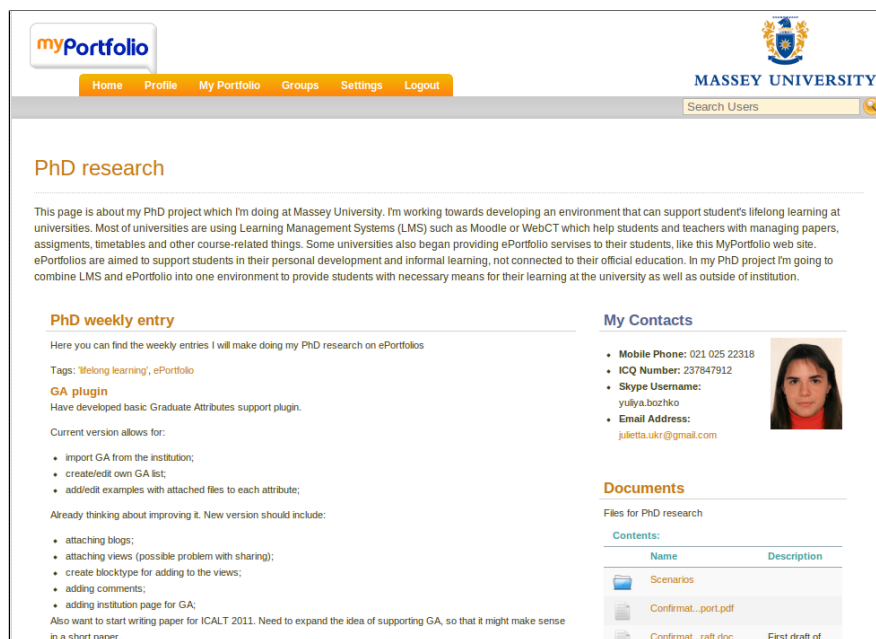 myPortfolio
MASSEY UNIVERSITY
Home Profile My Portfolio Groups Settings Logout
Search Users
PhD research
This page is about my PhD project which I'm doing at Massey University. I'm working towards developing an environment that can support student's lifelong learning at
universities. Most of universities are using Learning Management Systems (LMS) such as Moodle or WebCT which help students and teachers with managing papers,
assigments, timetables and other course-related things. Some universities also began providing ePortfolio servises to their students, like this MyPortfolio web site.
ePortfolios are aimed to support students in their personal development and informal learning, not connected to their official education. In my PhD project I'm going to
combine LMS and ePortfolio into one environment to provide students with necessary means for their learning at the university as well as outside of institution.
PhD weekly entry
Here you can find the weekly entries I will make doing my PhD research on ePortfolios
Tags: 'lifelong learning', ePortfolio
GA plugin
Have developed basic Graduate Attributes support plugin.
Current version allows for:
import GA from the institution;
create/edit own GA list;
add/edit examples with attached files to each attribute;
Already thinking about improving it. New version should include:
attaching blogs;
attaching views (possible problem with sharing);
create blocktype for adding to the views;
adding comments;
adding institution page for GA;
Also want to start writing paper for ICALT 2011. Need to expand the idea of supporting GA, so that it might make sense
in a short paper
My Contacts
Mobile Phone: 021 025 22318
ICQ Number: 237847912
Skype Username:
yuliya.bozhko
Email Address:
julietta.ukr@gmail.com
Documents
Files for PhD research
Contents:
Name Description
Scenarios
Confirmat...port.pdf
Confirmat...raft.doc First draft of